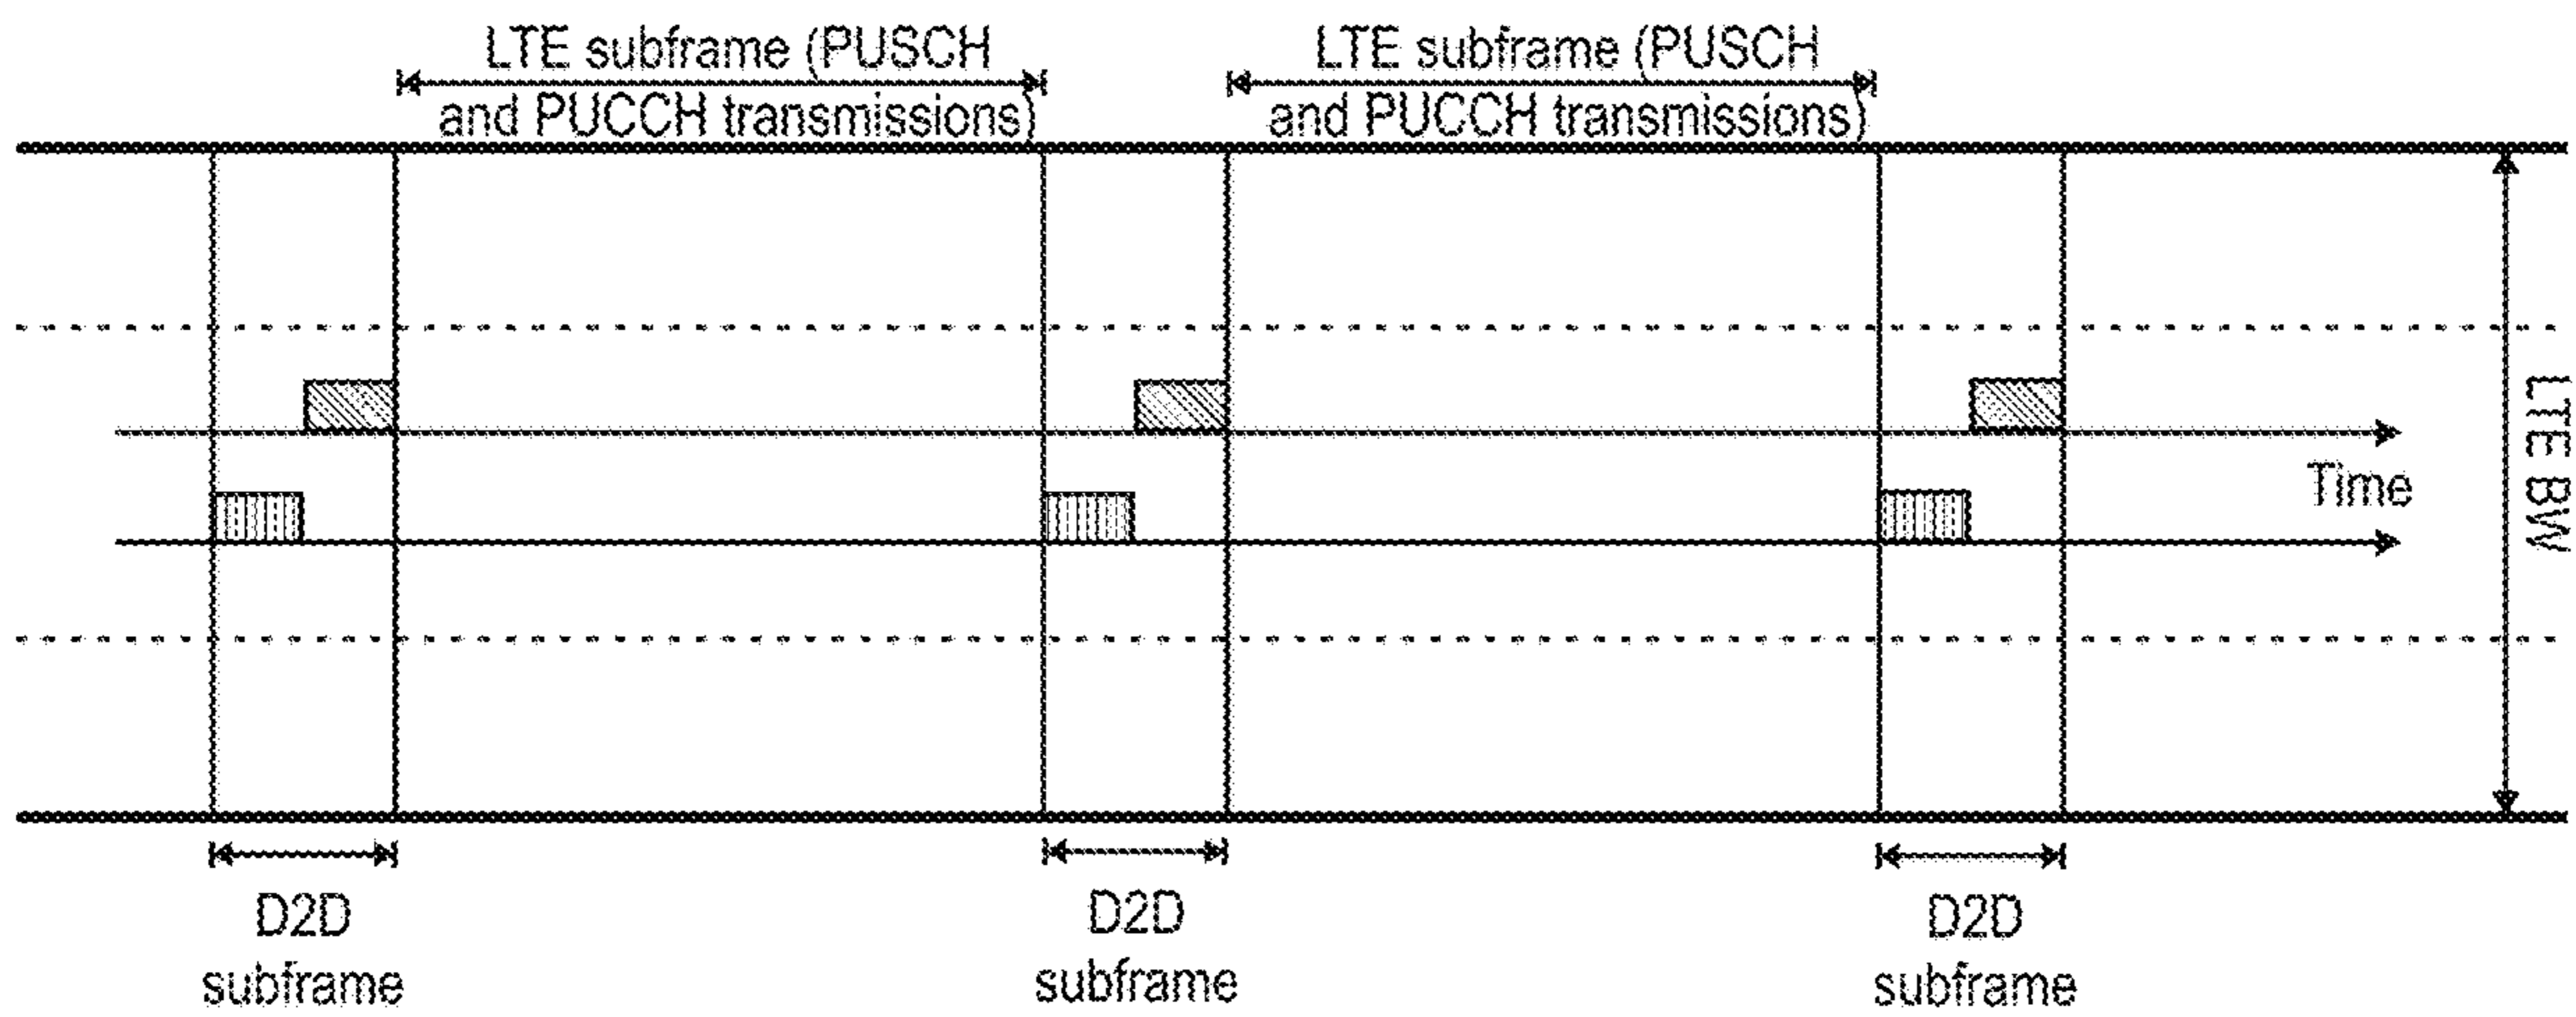 LTE subframe (PUSCH
and PUCCH transmissions)
LTE subframe (PUSCH
and PUCCH transmissions)
Time
LTE BW
D2D
subframe
D2D
subframe
D2D
subframe